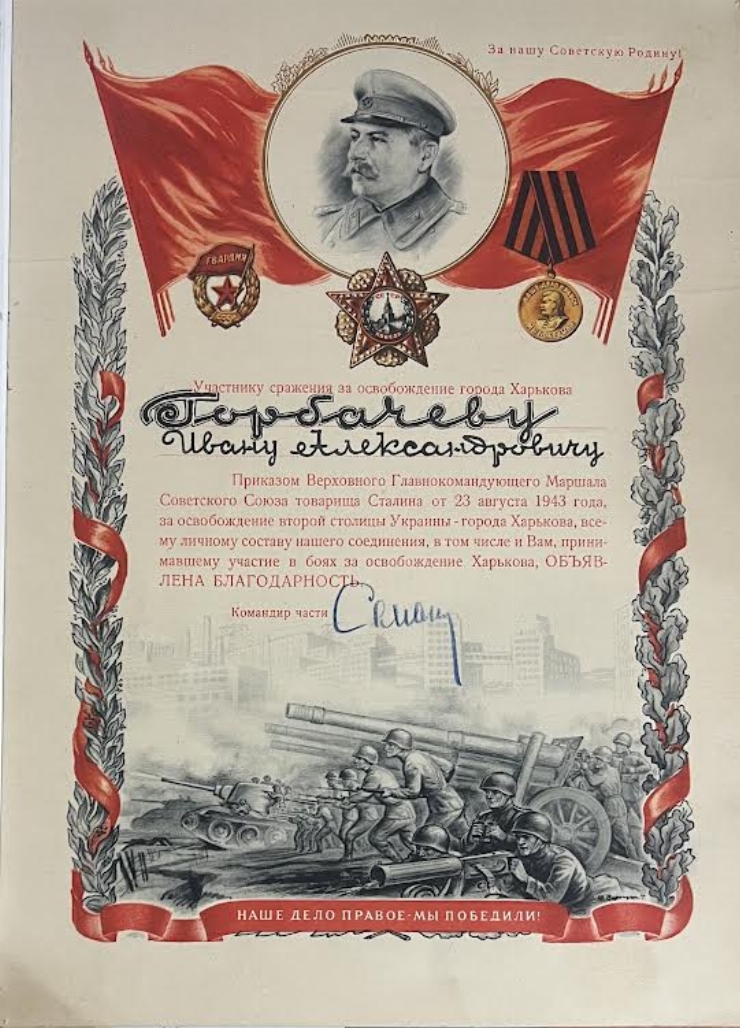 За нашу Советскую Родину!
ГВАРДИЯ
Участнику сражения за освобождение города Харькова
Горбачеву
Ивану Александровичу
Приказом Верховного Главнокомандующего Маршала
Советского Союза товарища Сталина от 23 августа 1943 года,
за освобождение второй столицы Украины - города Харькова, все-
му личному составу нашего соединения, в том числе и Вам, прини-
мавшему участие в боях за освобождение Харькова, ОБЪЯВ-
ЛЕНА БЛАГОДАРНОСТЬ.
Командир части
НАШЕ ДЕЛО ПРАВОЕ-МЫ ПОБЕДИЛИ!